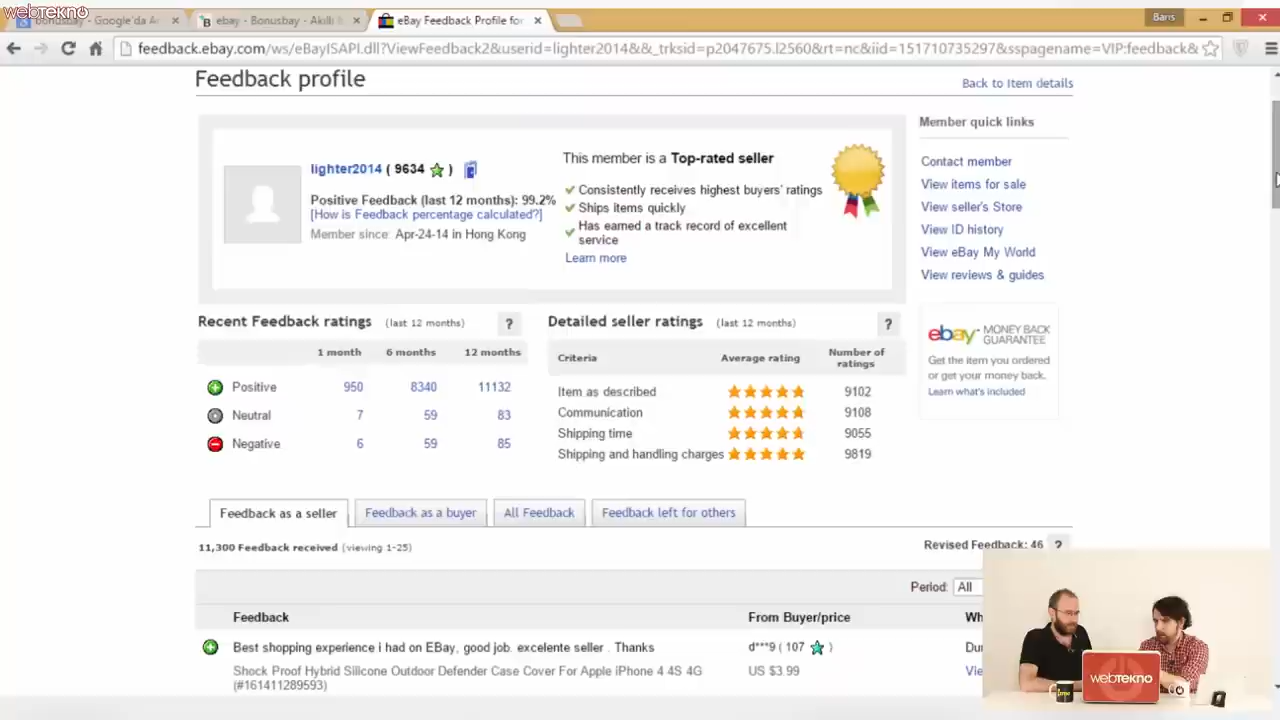 webtekno
Google'da A
ebay - Bonusbay - Akıllı
eBay Feedback Profile for
Baris
feedback.ebay.com/ws/eBayISAPI.dll?ViewFeedback2&userid=lighter2014&&_trksid=p2047675.l2560&rt=nc&iid=151710735297&sspagename=VIP:feedback&
Feedback profile
Back to Item details
lighter2014 ( 9634 )
Positive Feedback (last 12 months): 99.2%
[How is Feedback percentage calculated?]
Member since: Apr-24-14 in Hong Kong
This member is a Top-rated seller
Consistently receives highest buyers' ratings
Ships items quickly
Has earned a track record of excellent
service
Learn more
Member quick links
Contact member
View items for sale
View seller's Store
View ID history
View eBay My World
View reviews & guides
ebay MONEY BACK
GUARANTEE
Get the item you ordered
or get your money back.
Learn what's included
Recent Feedback ratings (last 12 months) ?
1 month 6 months 12 months
Positive 950 8340 11132
Neutral 7 59 83
Negative 6 59 85
Detailed seller ratings (last 12 months) ?
Criteria Average rating Number of
ratings
Item as described 9102
Communication 9108
Shipping time 9055
Shipping and handling charges 9819
Feedback as a seller Feedback as a buyer All Feedback Feedback left for others
11,300 Feedback received (viewing 1-25)
Revised Feedback: 46 ?
Period: All
Feedback From Buyer/price Wh
Best shopping experience i had on EBay, good job. excelente seller . Thanks d***9 ( 107 ) Dur
Shock Proof Hybrid Silicone Outdoor Defender Case Cover For Apple iPhone 4 4S 4G US $3.99 Vie
(#161411289593)
webtekno